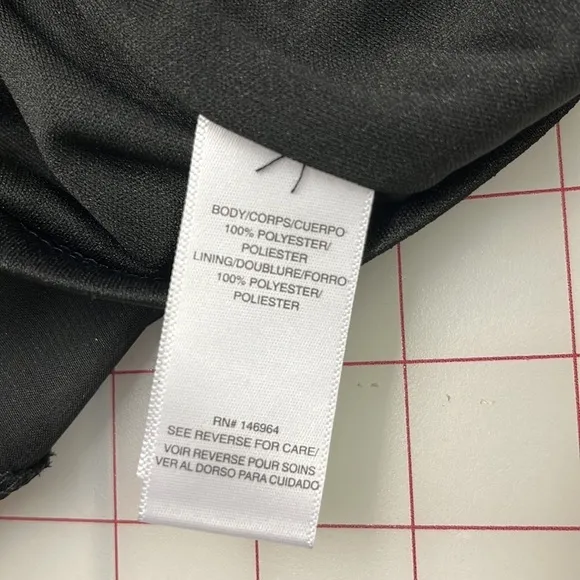 BODY/CORPS/CUERPO
100% POLYESTER/
POLIESTER
LINING/DOUBLURE/FORRO
100% POLYESTER/
POLIESTER
RN# 146964
SEE REVERSE FOR CARE/
VOIR REVERSE POUR SOINS
VER AL DORSO PARA CUIDADO